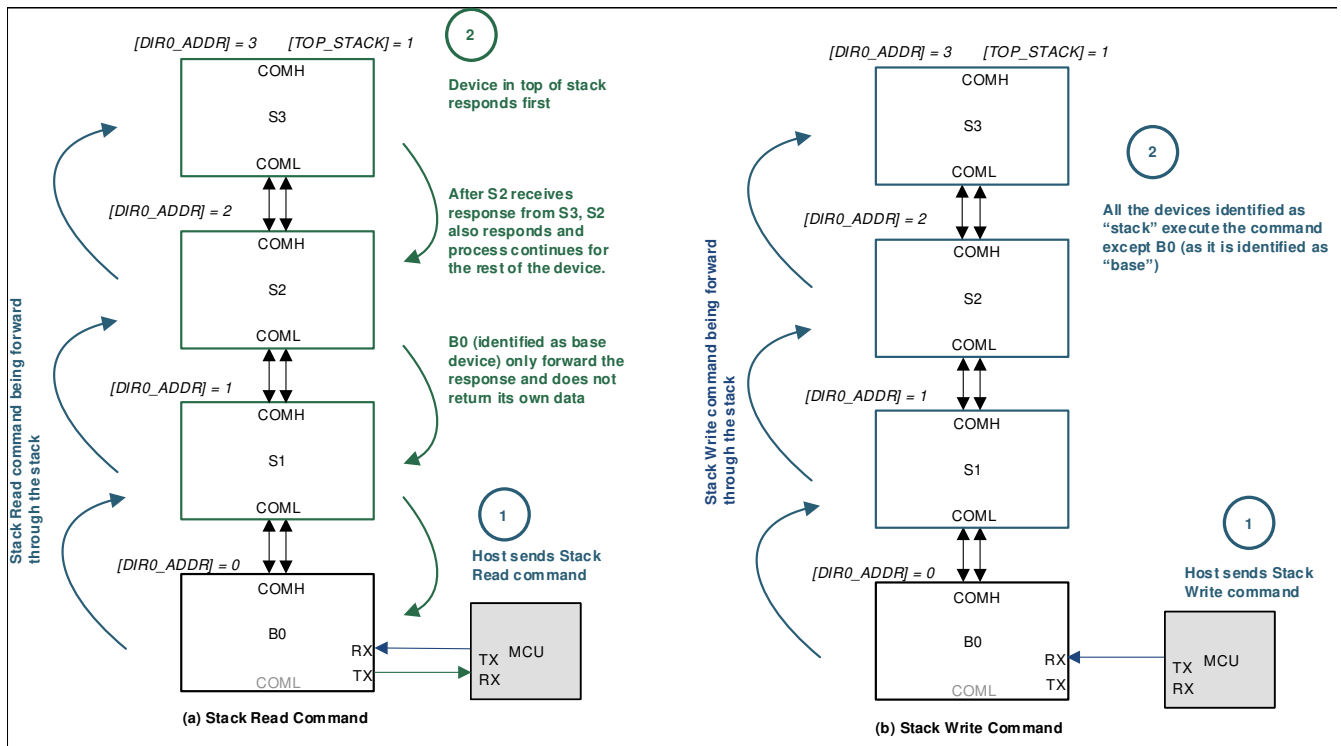 [DIR0_ADDR] = 3
[TOP_STACK] = 1
2
COMH
S3
COML
Device in top of stack
responds first
[DIR0_ADDR] = 2
After S2 receives
response from S3, S2
also responds and
process continues for
the rest of the device.
COMH
S2
COML
Stack Read command being forward
through the stack
[DIR0_ADDR] = 1
B0 (identified as base
device) only forward the
response and does not
return its own data
COMH
S1
COML
1
Host sends Stack
Read command
[DIR0_ADDR] = 0
COMH
B0
RX
TX
COML
TX
MCU
RX
(a) Stack Read Command
[DIR0_ADDR] = 3
[TOP_STACK] = 1
COMH
S3
COML
2
All the devices identified as
“stack” execute the command
except B0 (as it is identified as
“base”)
[DIR0_ADDR] = 2
COMH
S2
COML
Stack Write command being forward
through the stack
[DIR0_ADDR] = 1
COMH
S1
COML
1
Host sends Stack
Write command
[DIR0_ADDR] = 0
COMH
B0
RX
TX
COML
TX
MCU
RX
(b) Stack Write Command